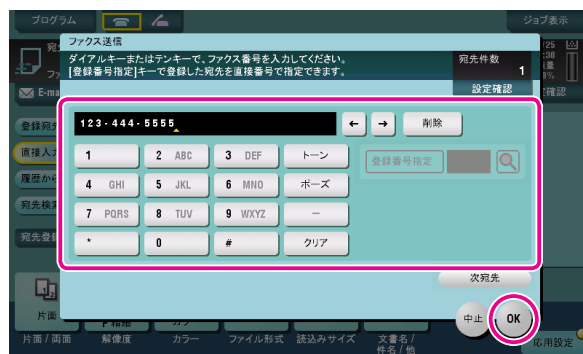 プログラム
ジョブ表示
ファクス送信
ダイアルキーまたはテンキーで、ファクス番号を入力してください。
[登録番号指定]キーで登録した宛先を直接番号で指定できます。
宛先件数
1
設定確認
E-ma
登録宛先
直接入力
履歴から
宛先検索
宛先登録
123-444-5555
← → 削除
1 2 ABC 3 DEF トーン
登録番号指定
4 GHI 5 JKL 6 MNO ポーズ
7 PQRS 8 TUV 9 WXYZ −
* 0 # クリア
次宛先
中止 OK
片面
片面/両面 解像度 カラー ファイル形式 読込みサイズ 文書名/
件名/他
応用設定